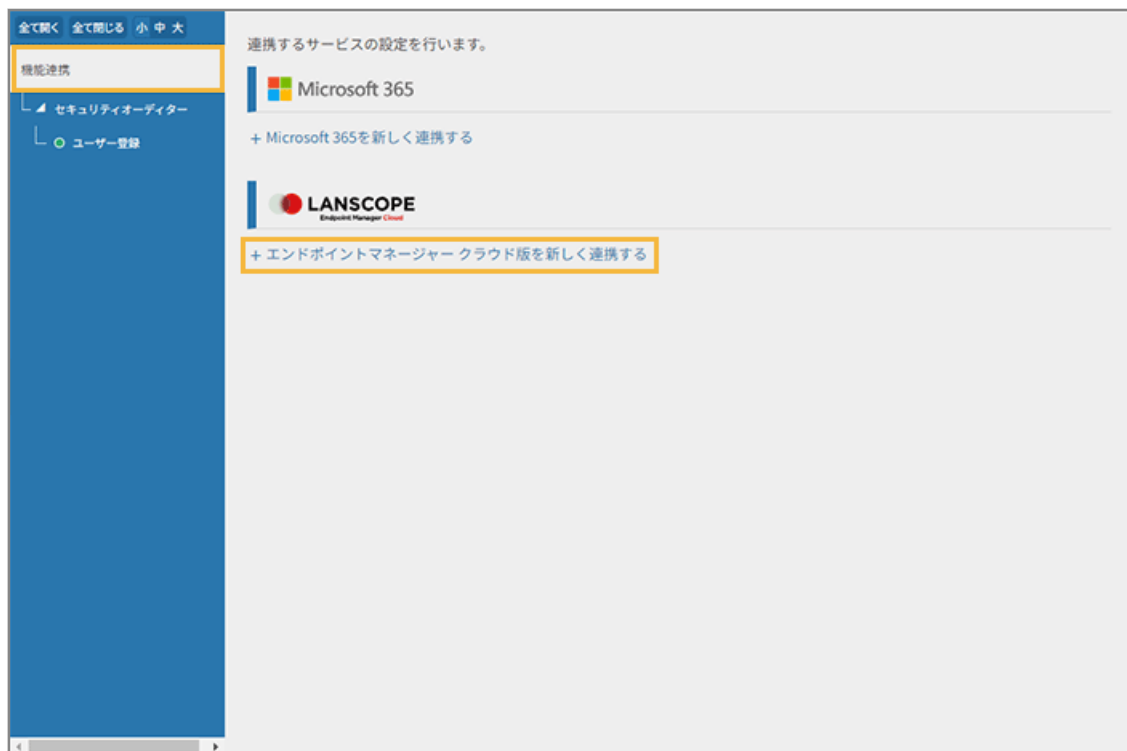 全て開く 全て閉じる 小 中 大
機能連携
セキュリティオーディター
ユーザー登録
連携するサービスの設定を行います。
Microsoft 365
+ Microsoft 365を新しく連携する
LANSCOPE
Endpoint Manager Cloud
+ エンドポイントマネージャー クラウド版を新しく連携する